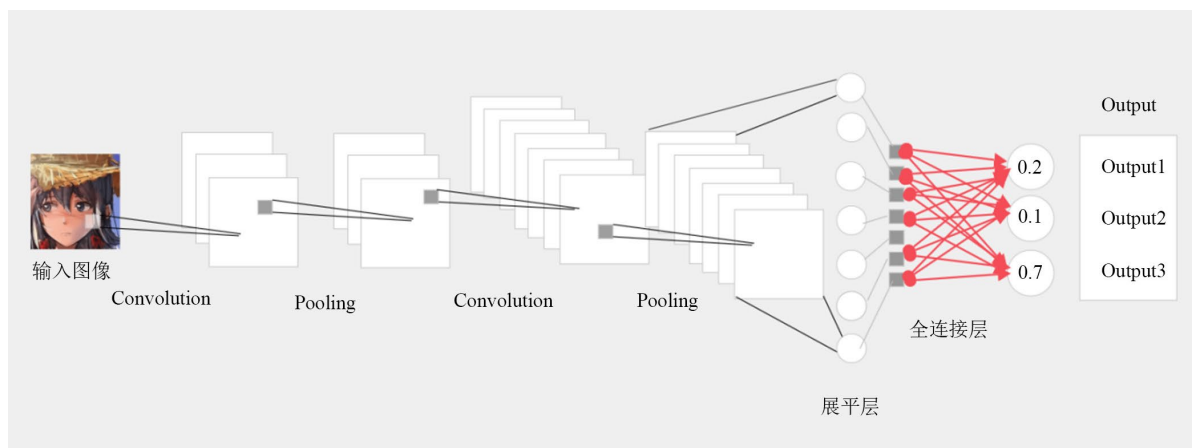 输入图像
Convolution
Pooling
Convolution
Pooling
展平层
全连接层
0.2
0.1
0.7
Output
Output1
Output2
Output3